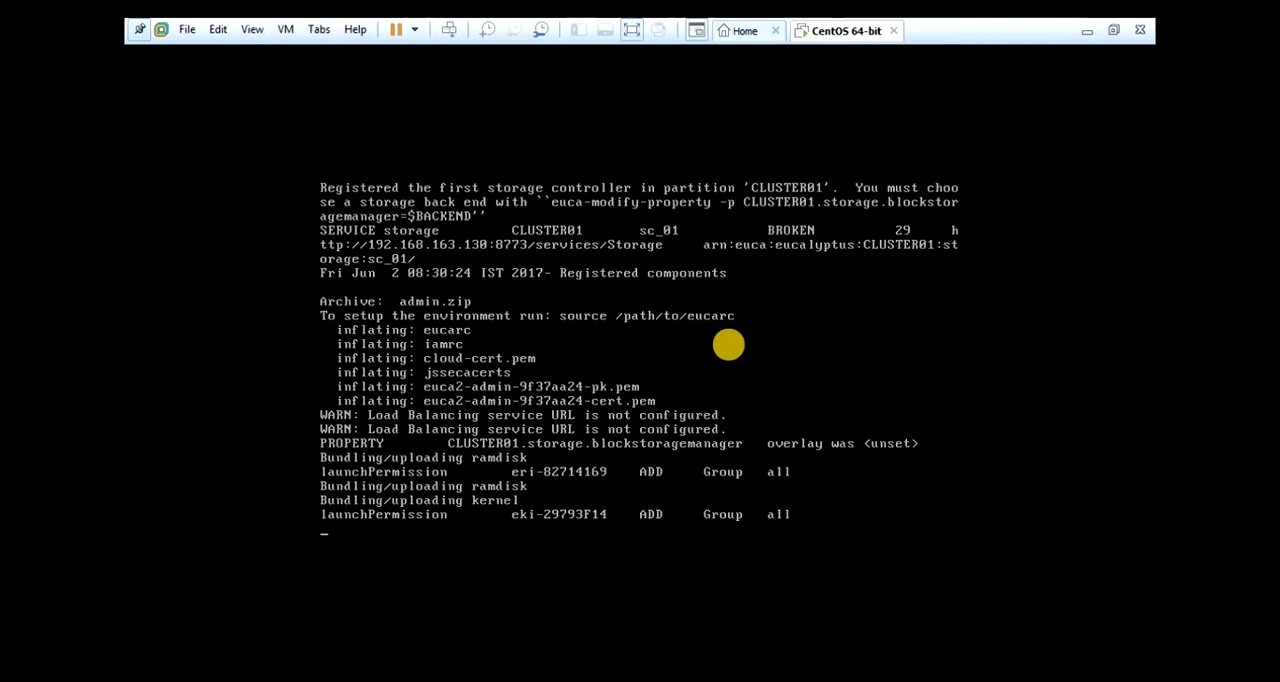 File Edit View VM Tabs Help Home CentOS 64-bit
Registered the first storage controller in partition 'CLUSTER01'.  You must choo
se a storage back end with ``euca-modify-property -p CLUSTER01.storage.blockstor
agemanager=$BACKEND''
SERVICE storage CLUSTER01 sc_01 BROKEN 29 h
ttp://192.168.163.130:8773/services/Storage arn:euca:eucalyptus:CLUSTER01:st
orage:sc_01/
Fri Jun  2 08:30:24 IST 2017- Registered components
Archive:  admin.zip
To setup the environment run: source /path/to/eucarc
inflating: eucarc
inflating: iamrc
inflating: cloud-cert.pem
inflating: jssecacerts
inflating: euca2-admin-9f37aa24-pk.pem
inflating: euca2-admin-9f37aa24-cert.pem
WARN: Load Balancing service URL is not configured.
WARN: Load Balancing service URL is not configured.
PROPERTY CLUSTER01.storage.blockstoragemanager overlay was <unset>
Bundling/uploading ramdisk
launchPermission eri-82714169 ADD Group all
Bundling/uploading ramdisk
Bundling/uploading kernel
launchPermission eki-29793F14 ADD Group all